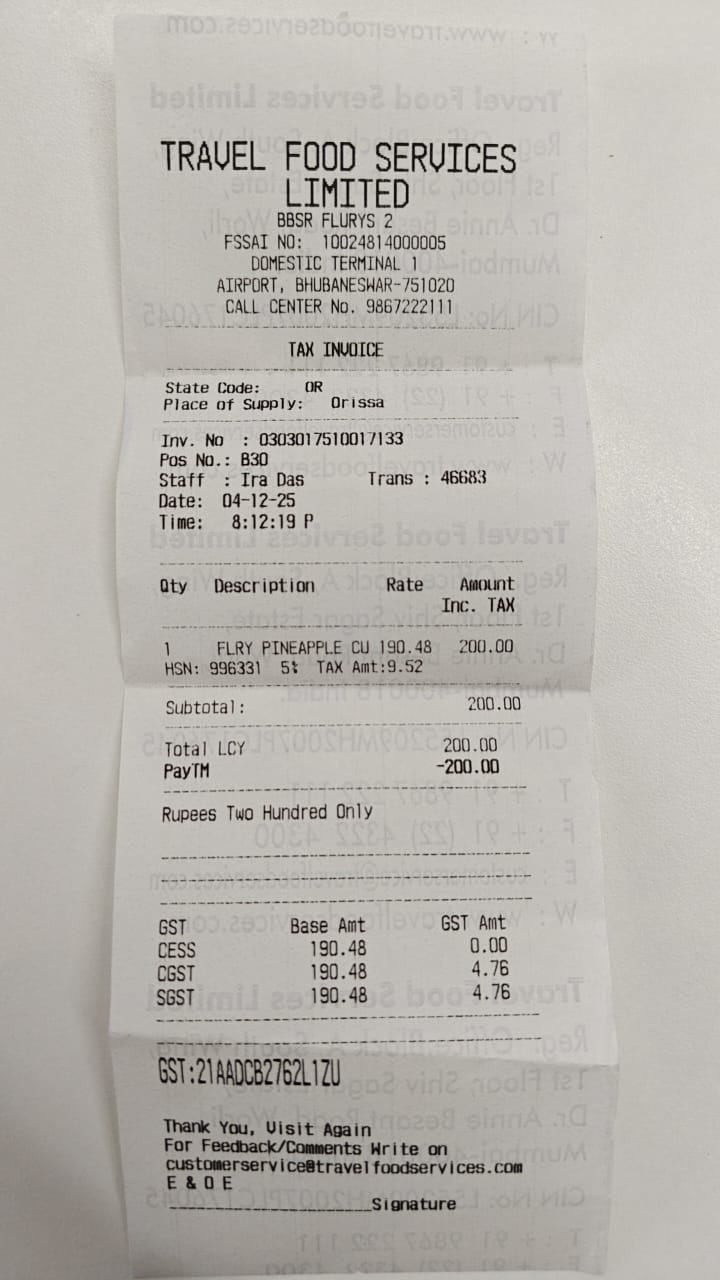 TRAVEL FOOD SERVICES
LIMITED
BBSR FLURYS 2
FSSAI NO: 10024814000005
DOMESTIC TERMINAL 1
AIRPORT, BHUBANESWAR-751020
CALL CENTER No. 9867222111
TAX INVOICE
State Code: OR
Place of Supply: Orissa
Inv. No : 0303017510017133
Pos No.: B30
Staff : Ira Das Trans : 46683
Date: 04-12-25
Time: 8:12:19 P
Qty Description Rate Amount
Inc. TAX
1 FLRY PINEAPPLE CU 190.48 200.00
HSN: 996331 5% TAX Amt:9.52
Subtotal: 200.00
Total LCY 200.00
PayTM -200.00
Rupees Two Hundred Only
GST Base Amt GST Amt
CESS 190.48 0.00
CGST 190.48 4.76
SGST 190.48 4.76
GST:21AADCB2762L1ZU
Thank You, Visit Again
For Feedback/Comments Write on
customerservice@travelfoodservices.com
E & O E
Signature